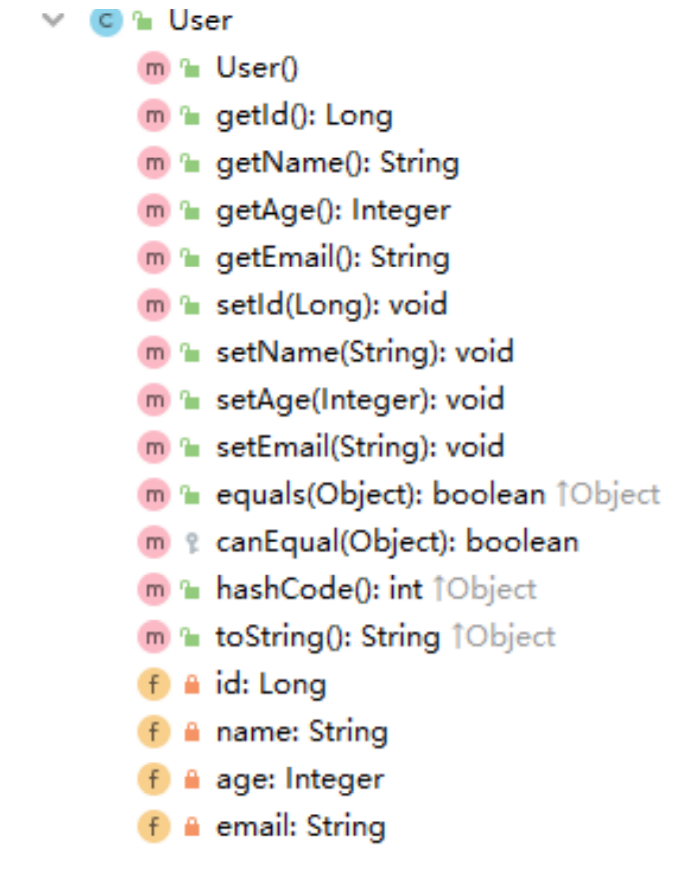 C User
m User()
m getId(): Long
m getName(): String
m getAge(): Integer
m getEmail(): String
m setId(Long): void
m setName(String): void
m setAge(Integer): void
m setEmail(String): void
m equals(Object): boolean ↑Object
m canEqual(Object): boolean
m hashCode(): int ↑Object
m toString(): String ↑Object
f id: Long
f name: String
f age: Integer
f email: String